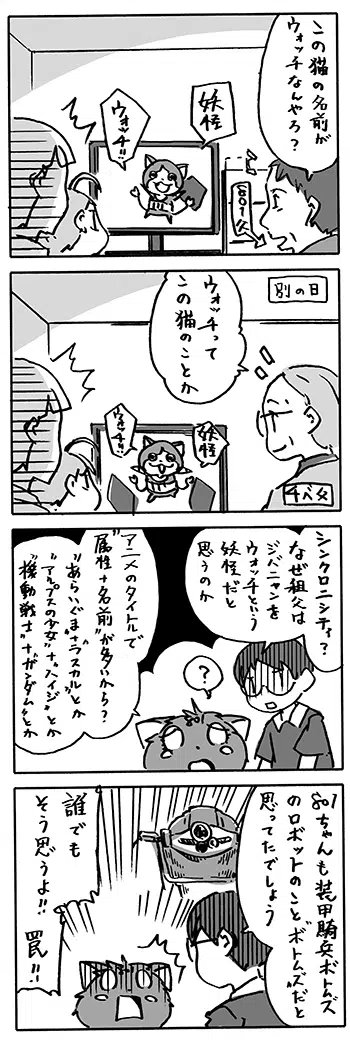 この猫の名前が
ウォッチなんやろ?
妖怪
ウォッチ!!
801父
別の日
ウォッチって
この猫のことか
妖怪
ウォッチ!!
チベ父
シンクロニシティ?
なぜ祖父は
ジバニャンを
ウォッチという
妖怪だと
思うのか
?
アニメのタイトルで
"属性+名前"が多いから?
"あらいぐま"+"ラスカル"とか
"アルプスの少女"+"ハイジ"とか
"機動戦士"+"ガンダム"とか
801ちゃんも装甲騎兵ボトムズ
のロボットのこと"ボトムズ"だと
思ってたでしょう
誰でも
そう思うよ!!
罠!!